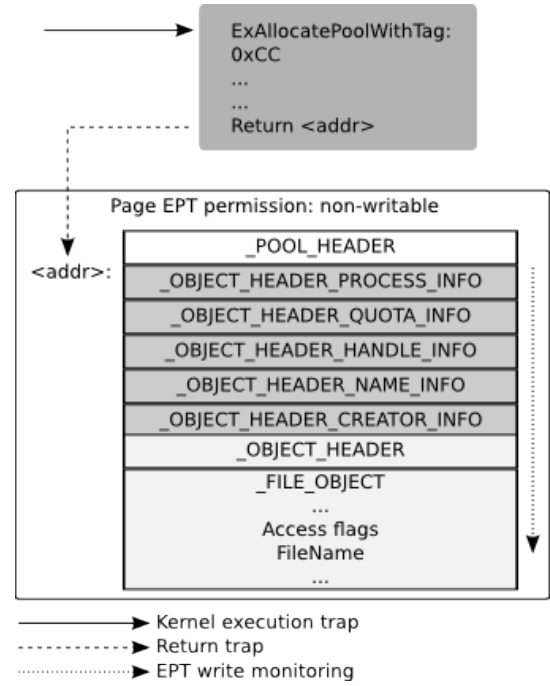 ExAllocatePoolWithTag:
0xCC
...
...
Return <addr>
Page EPT permission: non-writable
_POOL_HEADER
<addr>:
_OBJECT_HEADER_PROCESS_INFO
_OBJECT_HEADER_QUOTA_INFO
_OBJECT_HEADER_HANDLE_INFO
_OBJECT_HEADER_NAME_INFO
_OBJECT_HEADER_CREATOR_INFO
_OBJECT_HEADER
_FILE_OBJECT
...
Access flags
FileName
...
Kernel execution trap
Return trap
EPT write monitoring